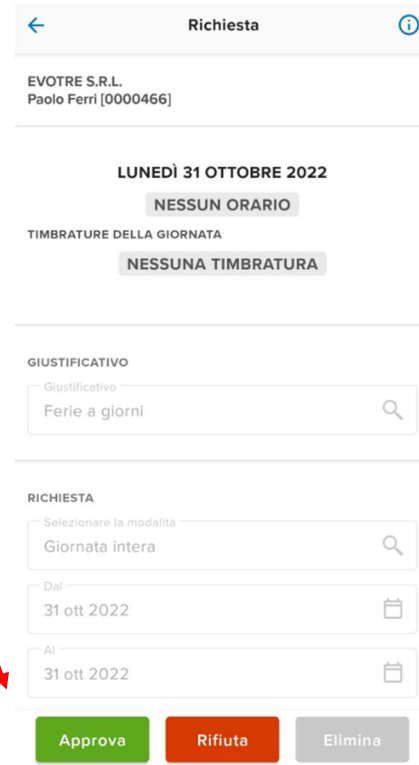 Richiesta
EVOTRE S.R.L.
Paolo Ferri [0000466]
LUNEDÌ 31 OTTOBRE 2022
NESSUN ORARIO
TIMBRATURE DELLA GIORNATA
NESSUNA TIMBRATURA
GIUSTIFICATIVO
Giustificativo
Ferie a giorni
RICHIESTA
Selezionare la modalità
Giornata intera
Dal
31 ott 2022
Al
31 ott 2022
Approva Rifiuta Elimina